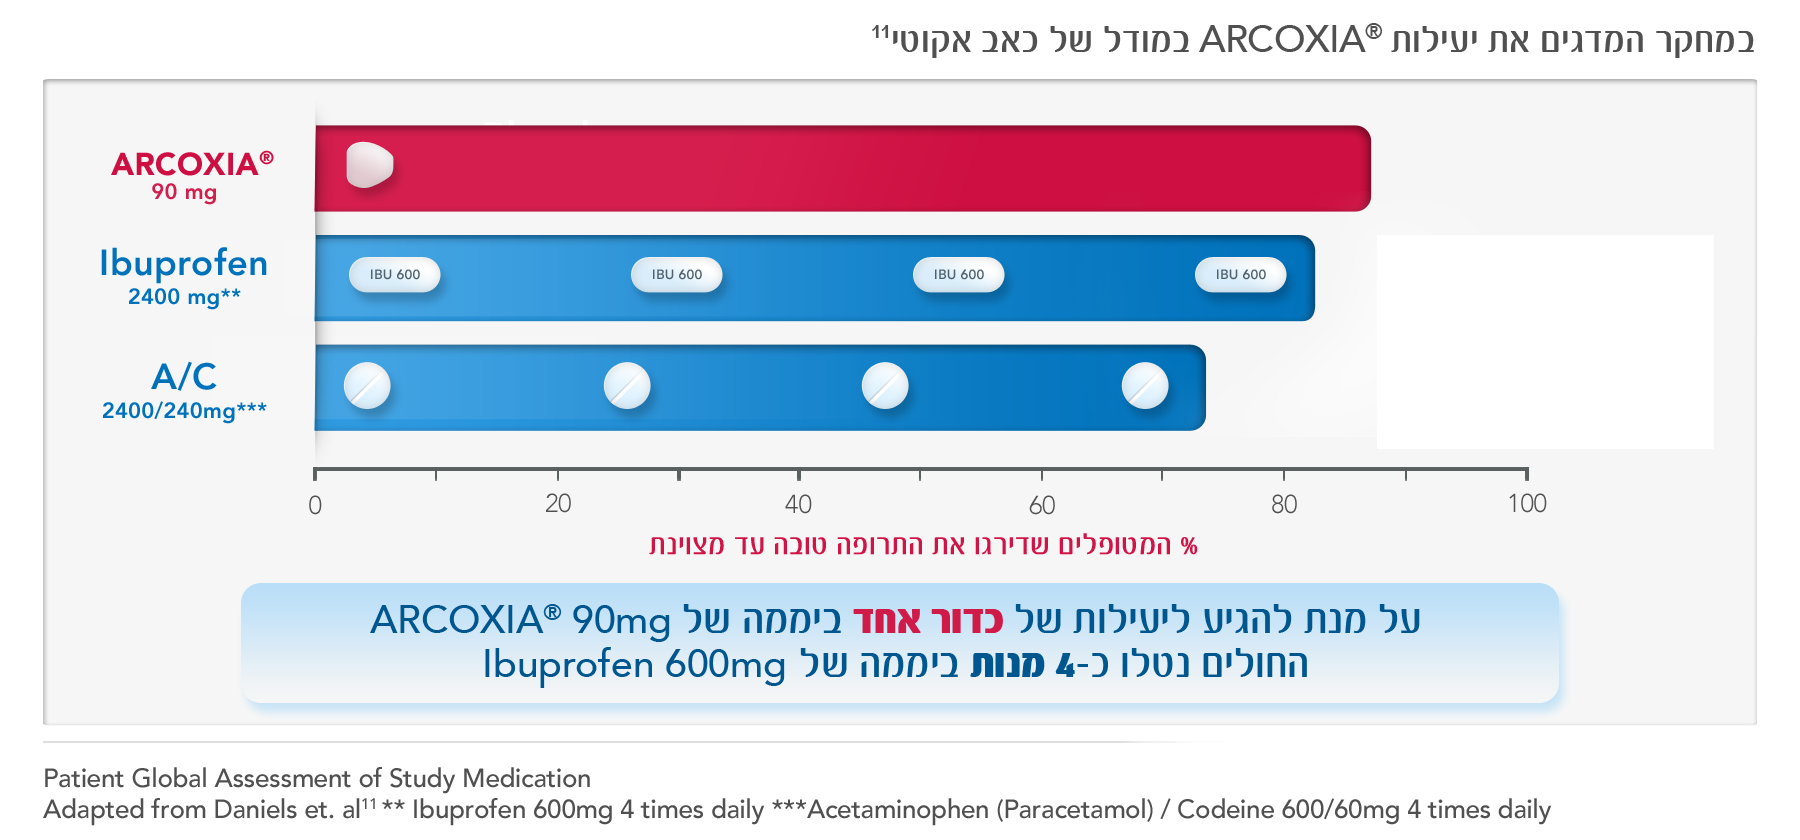 במחקר המדגים את יעילות ARCOXIA® במודל של כאב אקוטי¹¹
ARCOXIA®
90 mg
IBU 600 IBU 600 IBU 600 IBU 600
Ibuprofen
2400 mg**
A/C
2400/240mg***
0 20 40 60 80 100
% המטופלים שדירגו את התרופה טובה עד מצוינת
על מנת להגיע ליעילות של כדור אחד ביממה של ARCOXIA® 90mg
החולים נטלו כ-4 מנות ביממה של Ibuprofen 600mg
Patient Global Assessment of Study Medication
Adapted from Daniels et. al¹¹ ** Ibuprofen 600mg 4 times daily ***Acetaminophen (Paracetamol) / Codeine 600/60mg 4 times daily